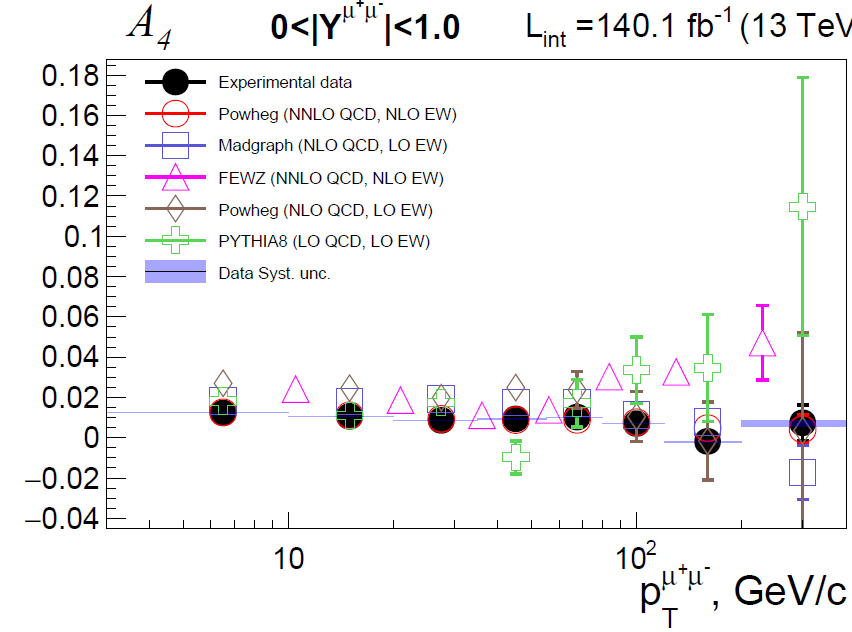 A4 0<|Yμ+μ-|<1.0 Lint =140.1 fb-1 (13 TeV
0.18
0.16
0.14
0.12
0.1
0.08
0.06
0.04
0.02
0
−0.02
−0.04
Experimental data
Powheg (NNLO QCD, NLO EW)
Madgraph (NLO QCD, LO EW)
FEWZ (NNLO QCD, NLO EW)
Powheg (NLO QCD, LO EW)
PYTHIA8 (LO QCD, LO EW)
Data Syst. unc.
10 10²
pTμ+μ-, GeV/c